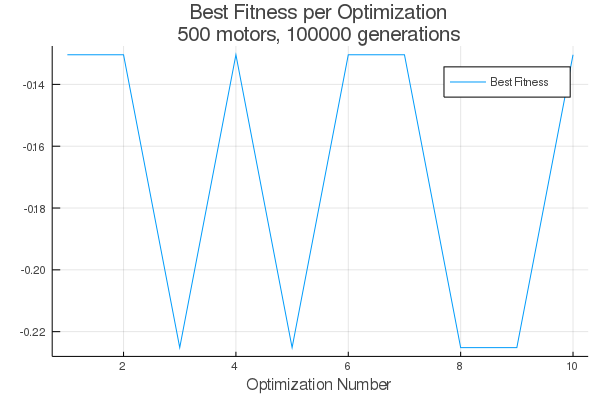 Best Fitness per Optimization
500 motors, 100000 generations
Best Fitness
-0.14
-0.16
-0.18
-0.20
-0.22
2 4 6 8 10
Optimization Number